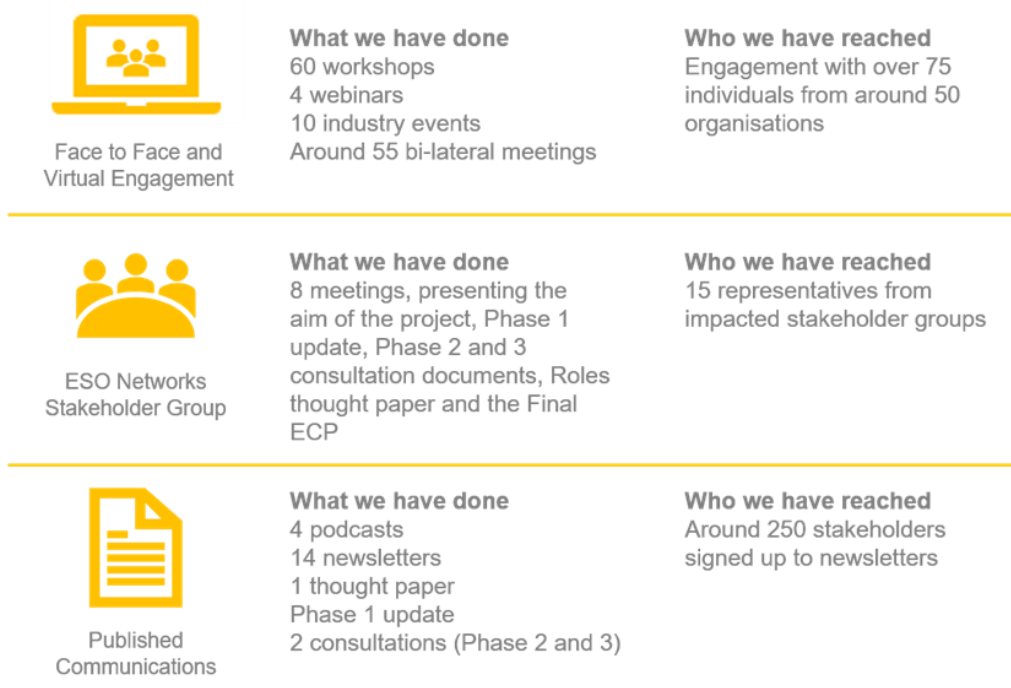 Face to Face and
Virtual Engagement
What we have done
60 workshops
4 webinars
10 industry events
Around 55 bi-lateral meetings
Who we have reached
Engagement with over 75
individuals from around 50
organisations
ESO Networks
Stakeholder Group
What we have done
8 meetings, presenting the
aim of the project, Phase 1
update, Phase 2 and 3
consultation documents, Roles
thought paper and the Final
ECP
Who we have reached
15 representatives from
impacted stakeholder groups
Published
Communications
What we have done
4 podcasts
14 newsletters
1 thought paper
Phase 1 update
2 consultations (Phase 2 and 3)
Who we have reached
Around 250 stakeholders
signed up to newsletters